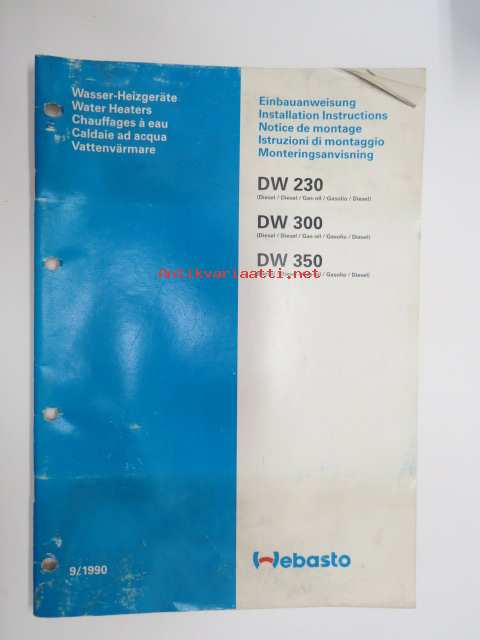 Wasser-Heizgeräte
Water Heaters
Chauffages à eau
Caldaie ad acqua
Vattenvärmare
Einbauanweisung
Installation Instructions
Notice de montage
Istruzioni di montaggio
Monteringsanvisning
DW 230
(Diesel / Diesel / Gas oil / Gasolio / Diesel)
DW 300
(Diesel / Diesel / Gas oil / Gasolio / Diesel)
DW 350
/ Gasolio / Diesel)
Antikvariaatti.net
9/1990
Webasto